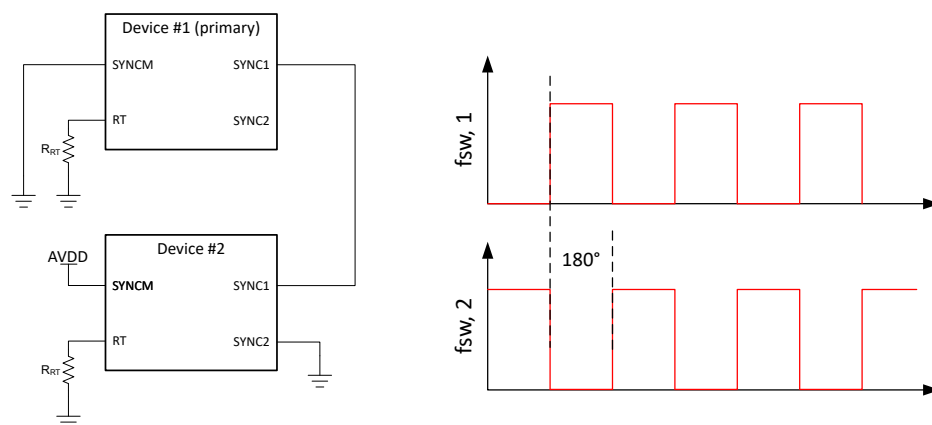 Device #1 (primary)
SYNCM
SYNC1
RT
SYNC2
RRT
Device #2
AVDD
SYNCM
SYNC1
RT
SYNC2
RRT
fsw, 1
180°
fsw, 2